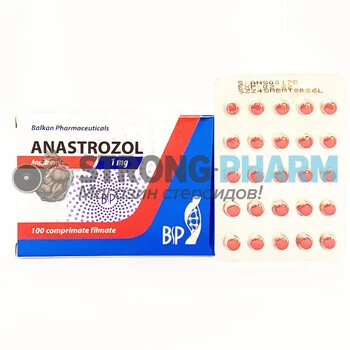 Balkan Pharmaceuticals
ANASTROZOL
1 mg
STRONG-PHARM
Магазин стероидов!
BP
100 comprimate filmate
BP